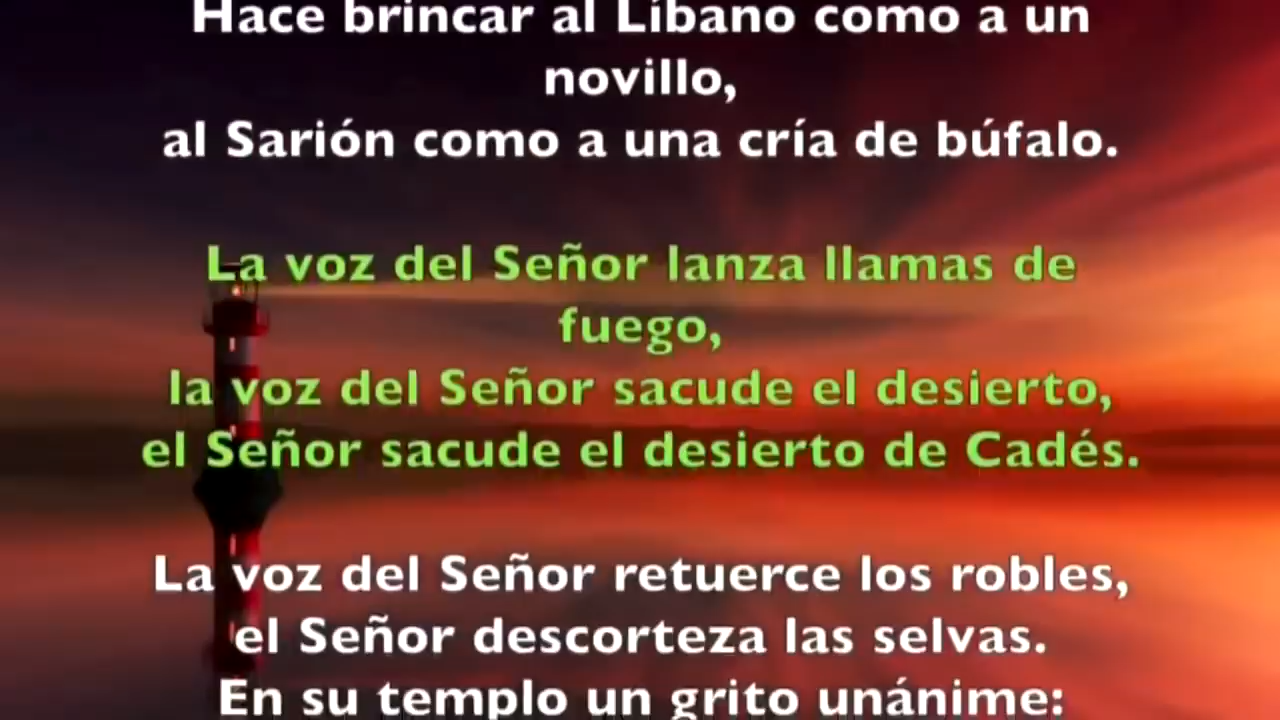 Hace brincar al Líbano como a un
novillo,
al Sarión como a una cría de búfalo.
La voz del Señor lanza llamas de
fuego,
la voz del Señor sacude el desierto,
el Señor sacude el desierto de Cadés.
La voz del Señor retuerce los robles,
el Señor descorteza las selvas.
En su templo un grito unánime: